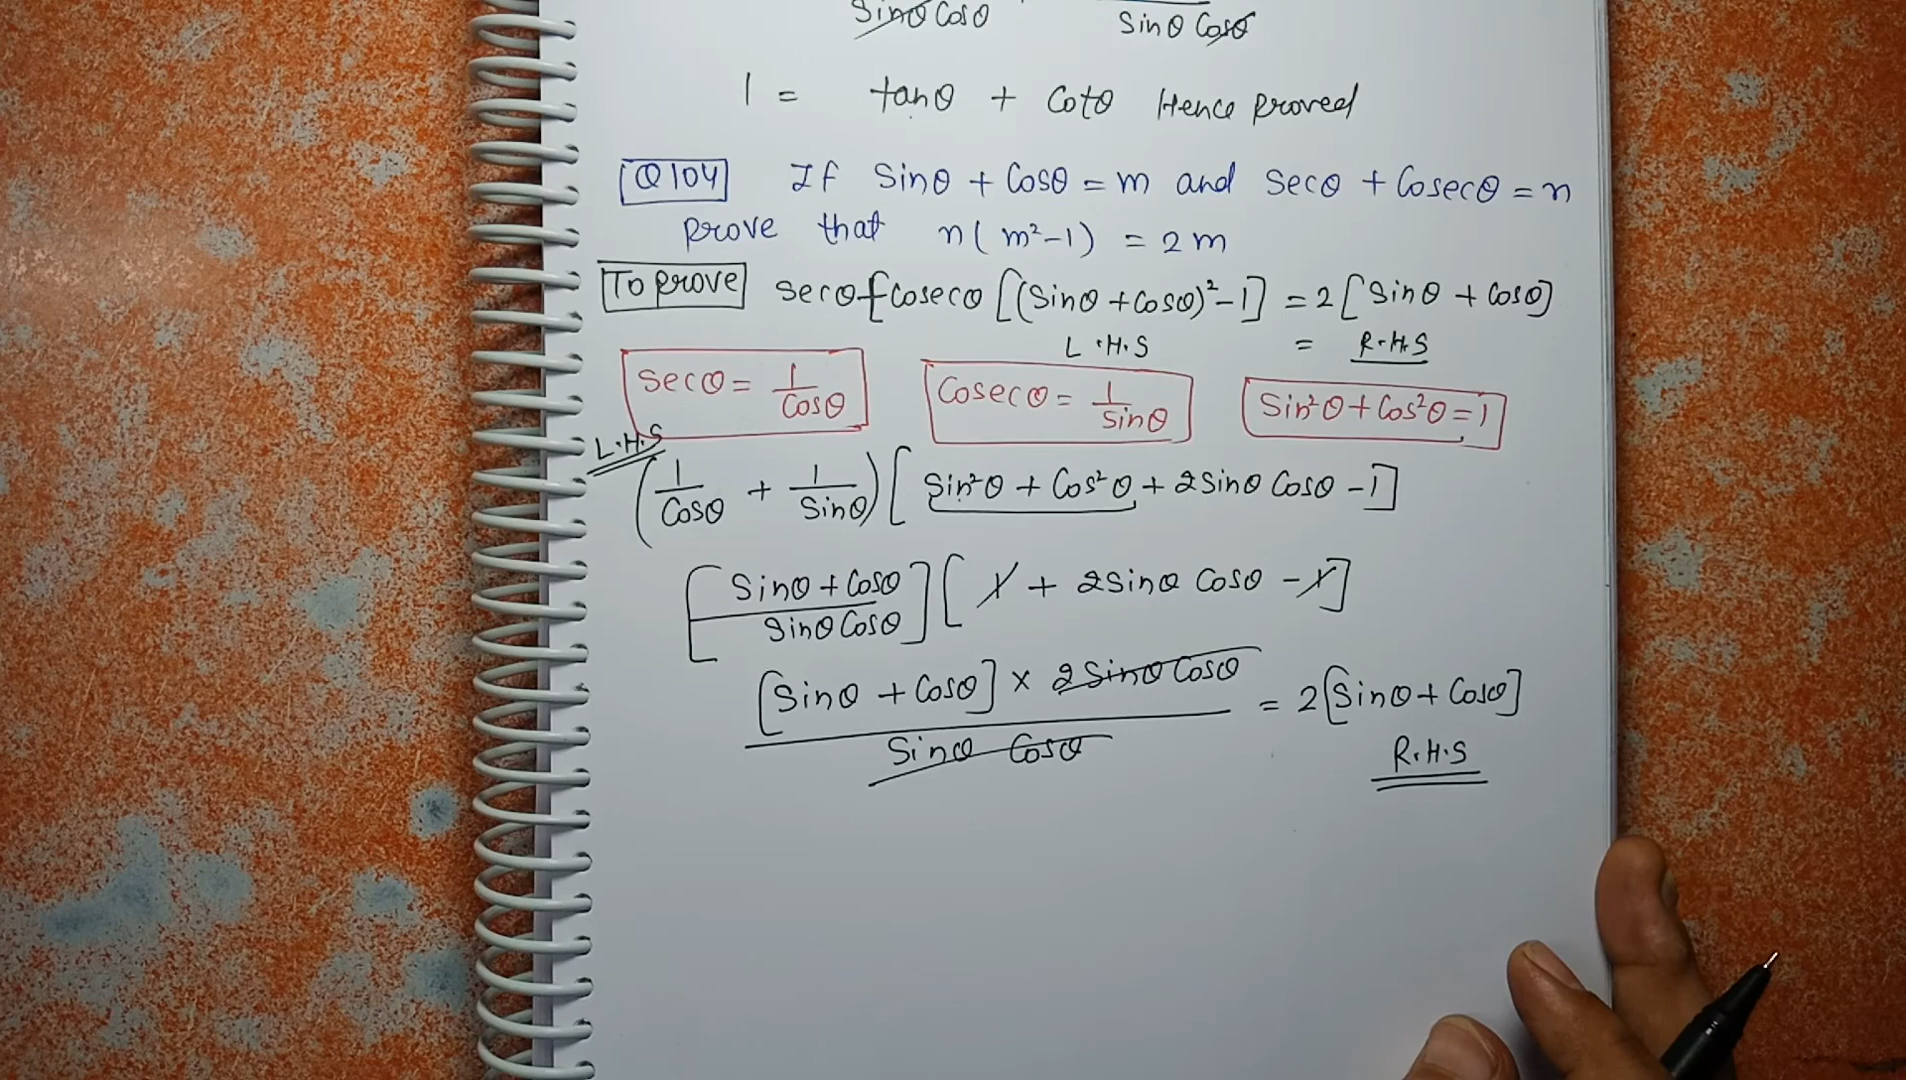 Sinθ Cosθ Sinθ Cosθ
1 = tanθ + Cotθ Hence proved
Q104 If Sinθ + Cosθ = m and secθ + Cosecθ = n
prove that n( m²-1) = 2m
To prove secθ+Cosecθ [(Sinθ + Cosθ)²-1] = 2[Sinθ + Cosθ]
L.H.S = R.H.S
Secθ = 1/Cosθ Cosecθ = 1/Sinθ Sin²θ + Cos²θ = 1
L.H.S
(1/Cosθ + 1/Sinθ) [Sin²θ + Cos²θ + 2Sinθ Cosθ -1]
[Sinθ + Cosθ/Sinθ Cosθ] [1 + 2Sinθ Cosθ -1]
[Sinθ + Cosθ] × 2Sinθ Cosθ/Sinθ Cosθ = 2[Sinθ + Cosθ]
R.H.S